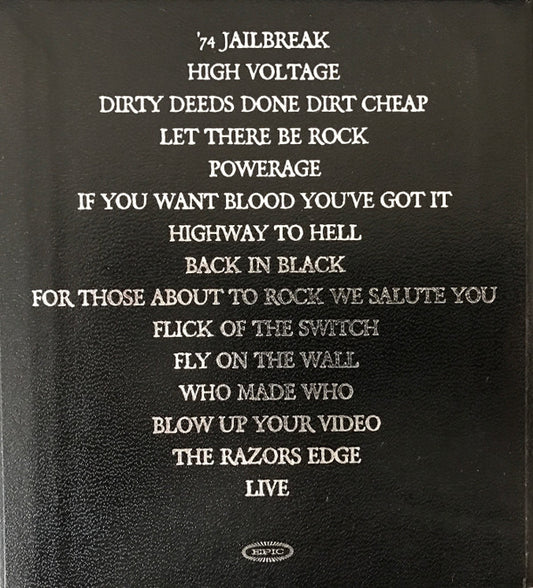 '74 JAILBREAK
HIGH VOLTAGE
DIRTY DEEDS DONE DIRT CHEAP
LET THERE BE ROCK
POWERAGE
IF YOU WANT BLOOD YOU'VE GOT IT
HIGHWAY TO HELL
BACK IN BLACK
FOR THOSE ABOUT TO ROCK WE SALUTE YOU
FLICK OF THE SWITCH
FLY ON THE WALL
WHO MADE WHO
BLOW UP YOUR VIDEO
THE RAZORS EDGE
LIVE
EPIC